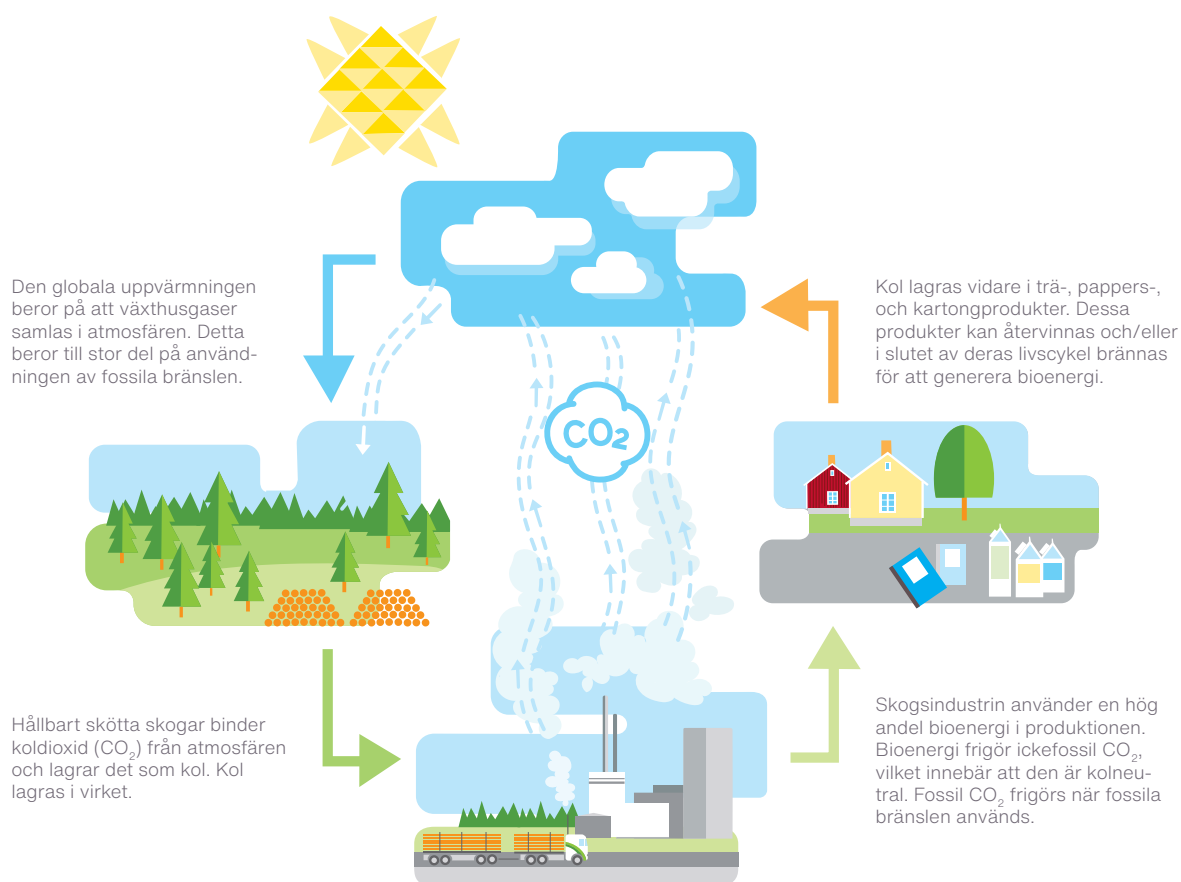 Den globala uppvärmningen
beror på att växthusgaser
samlas i atmosfären. Detta
beror till stor del på använd-
ningen av fossila bränslen.
Kol lagras vidare i trä-, pappers-,
och kartongprodukter. Dessa
produkter kan återvinnas och/eller
i slutet av deras livscykel brännas
för att generera bioenergi.
CO2
Hållbart skötta skogar binder
koldioxid (CO₂) från atmosfären
och lagrar det som kol. Kol
lagras i virket.
Skogsindustrin använder en hög
andel bioenergi i produktionen.
Bioenergi frigör ickefossil CO₂,
vilket innebär att den är kolneu-
tral. Fossil CO₂ frigörs när fossila
bränslen används.